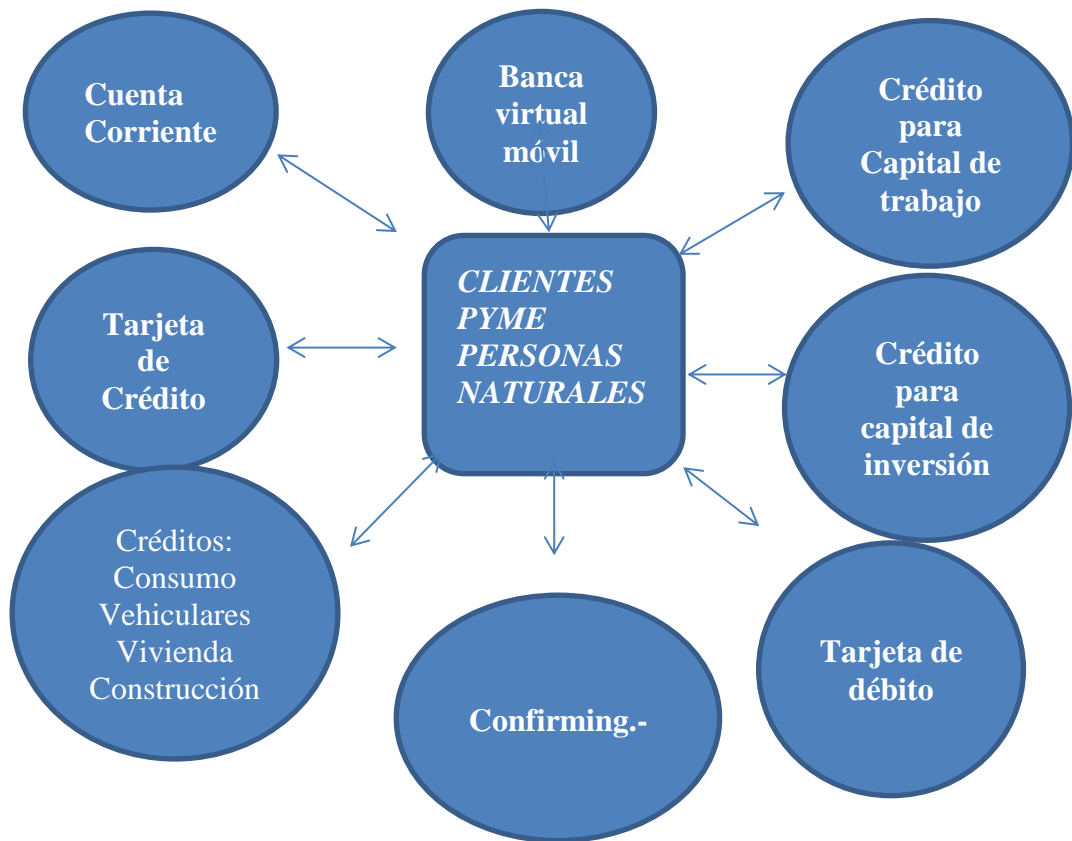 Cuenta
Corriente
Banca
virtual
móvil
Crédito
para
Capital de
trabajo
CLIENTES
PYME
PERSONAS
NATURALES
Tarjeta
de
Crédito
Crédito
para
capital de
inversión
Créditos:
Consumo
Vehiculares
Vivienda
Construcción
Confirming.-
Tarjeta de
débito